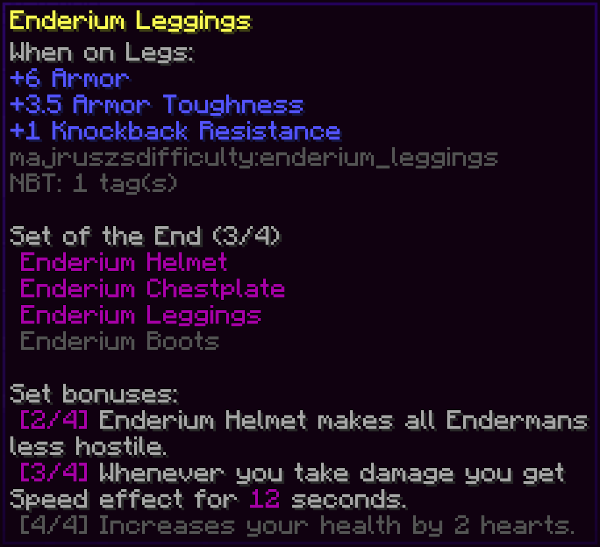 Enderium Leggings
When on Legs:
+6 Armor
+3.5 Armor Toughness
+1 Knockback Resistance
majruszsdifficulty:enderium_leggings
NBT: 1 tag(s)
Set of the End (3/4)
Enderium Helmet
Enderium Chestplate
Enderium Leggings
Enderium Boots
Set bonuses:
[2/4] Enderium Helmet makes all Endermans
less hostile.
[3/4] Whenever you take damage you get
Speed effect for 12 seconds.
[4/4] Increases your health by 2 hearts.